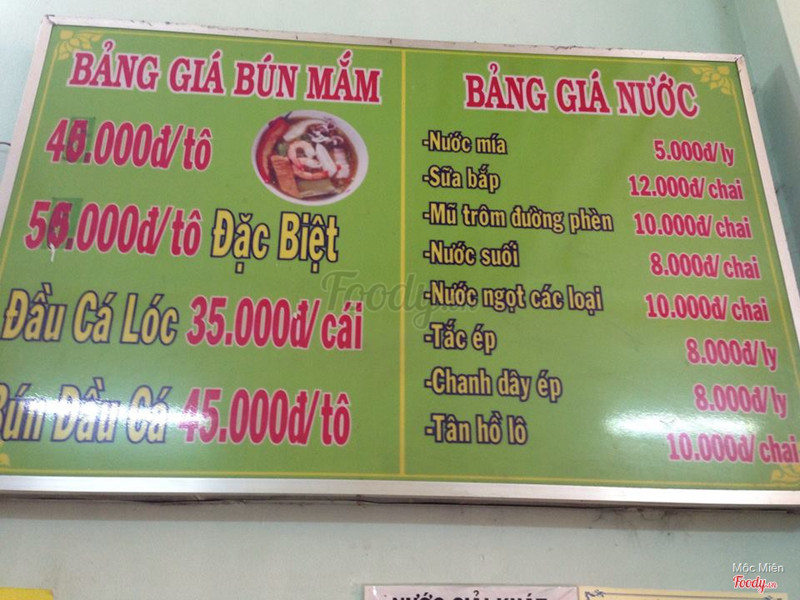 BẢNG GIÁ BÚN MẮM
.000đ/tô
.000đ/tô Đặc Biệt
Đầu Cá Lóc 35.000đ/cái
Bún Đầu Cá 45.000đ/tô
BẢNG GIÁ NƯỚC
-Nước mía 5.000đ/ly
-Sữa bắp 12.000đ/chai
-Mũ trôm đường phèn 10.000đ/chai
-Nước suối 8.000đ/chai
-Nước ngọt các loại 10.000đ/chai
-Tắc ép 8.000đ/ly
-Chanh dây ép 8.000đ/ly
-Tân hồ lô 10.000đ/chai
Foody.vn
NƯỚC GIẢI KHÁT
Mộc Miên
Foody.vn